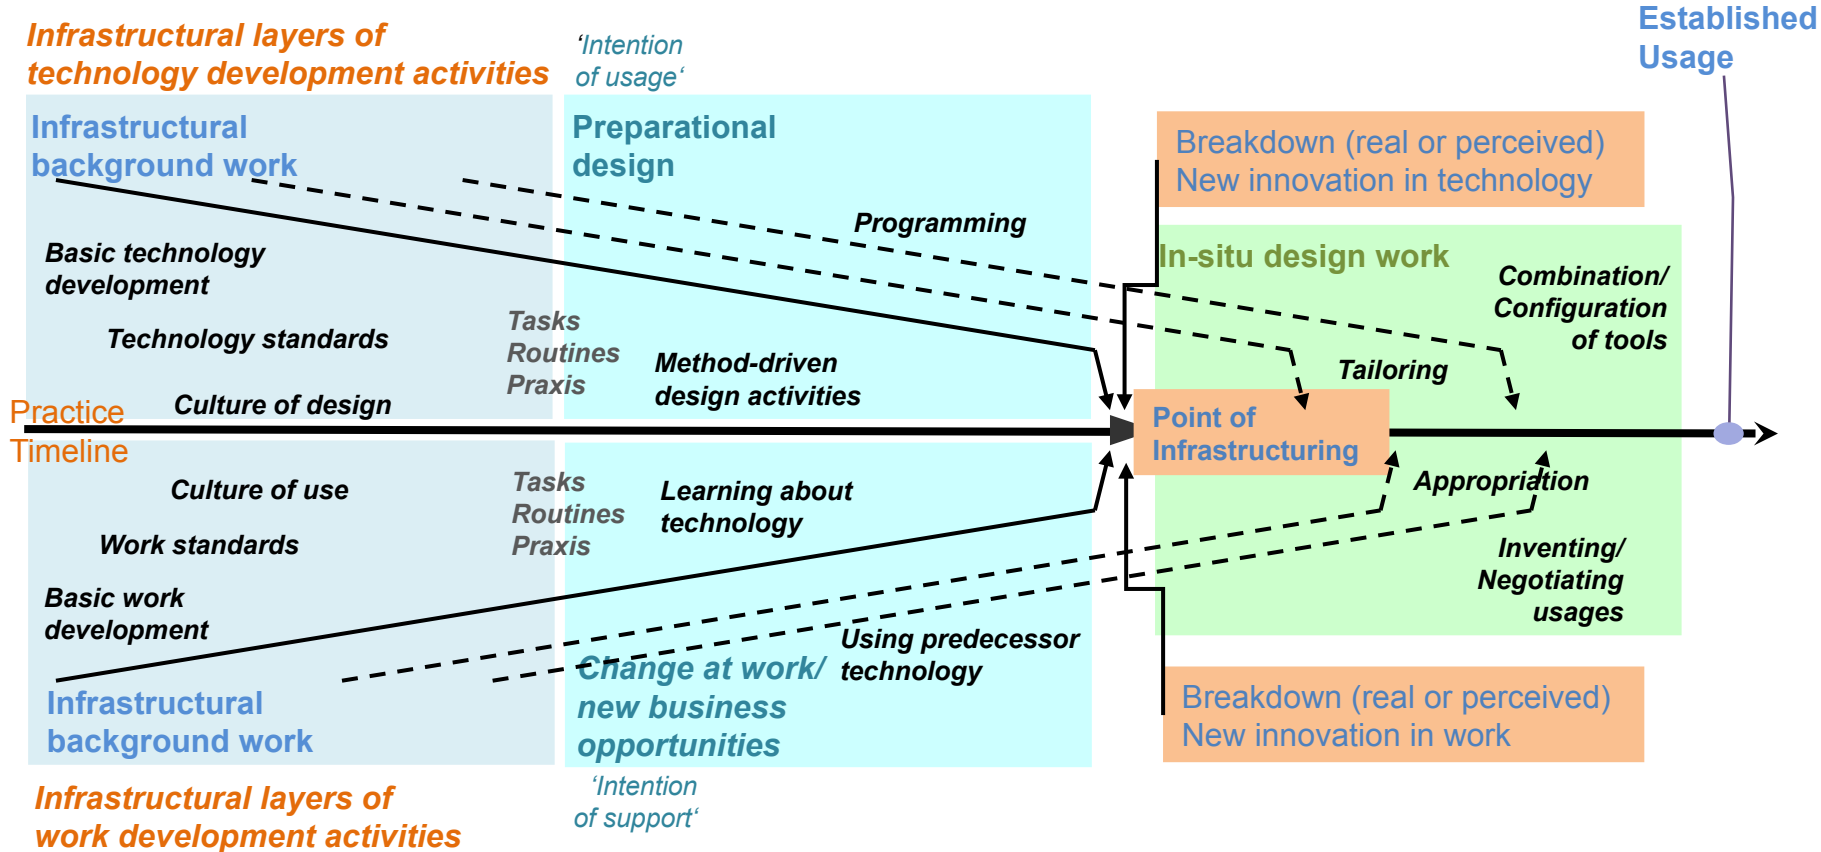 Infrastructural layers of
technology development activities
‘Intention
of usage‘
Established
Usage
Infrastructural
background work
Preparational
design
Breakdown (real or perceived)
New innovation in technology
Programming
Basic technology
development
In-situ design work
Combination/
Configuration
of tools
Technology standards
Tasks
Routines
Praxis
Method-driven
design activities
Tailoring
Culture of design
Practice
Timeline
Point of
Infrastructuring
Culture of use
Tasks
Routines
Praxis
Learning about
technology
Appropriation
Work standards
Inventing/
Negotiating
usages
Basic work
development
Using predecessor
technology
Change at work/
new business
opportunities
Infrastructural
background work
Breakdown (real or perceived)
New innovation in work
‘Intention
of support‘
Infrastructural layers of
work development activities